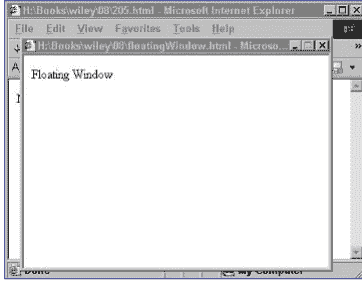 H:\Books\wiley\08\205.html - Microsoft Internet Explorer
File Edit View Favorites Tools Help
H:\Books\wiley\08\floatingWindow.html - Microso...
»
A
Floating Window
Done
My Computer